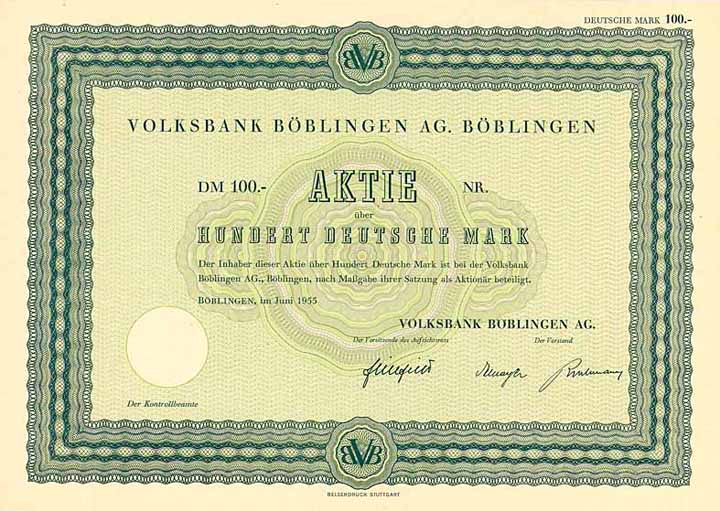 DEUTSCHE MARK 100.-
BVB
VOLKSBANK BÖBLINGEN AG. BÖBLINGEN
DM 100.- AKTIE NR.
über
HUNDERT DEUTSCHE MARK
Der Inhaber dieser Aktie über Hundert Deutsche Mark ist bei der Volksbank
Böblingen AG., Böblingen, nach Maßgabe ihrer Satzung als Aktionär beteiligt.
BÖBLINGEN, im Juni 1955
VOLKSBANK BÖBLINGEN AG.
Der Vorsitzende des Aufsichtsrats Der Vorstand
Der Kontrollbeamte
BVB
BELSERDRUCK STUTTGART